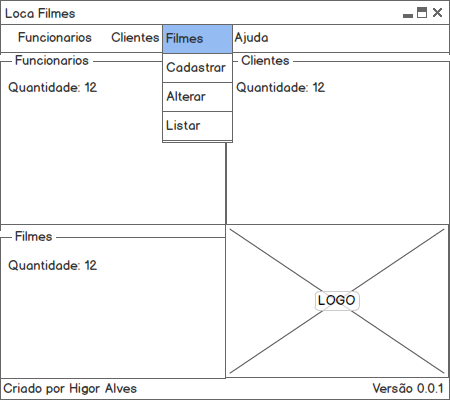 Loca Filmes
Funcionarios Clientes Filmes Ajuda
Cadastrar
Alterar
Listar
Funcionarios
Quantidade: 12
Clientes
Quantidade: 12
Filmes
Quantidade: 12
LOGO
Criado por Higor Alves Versão 0.0.1